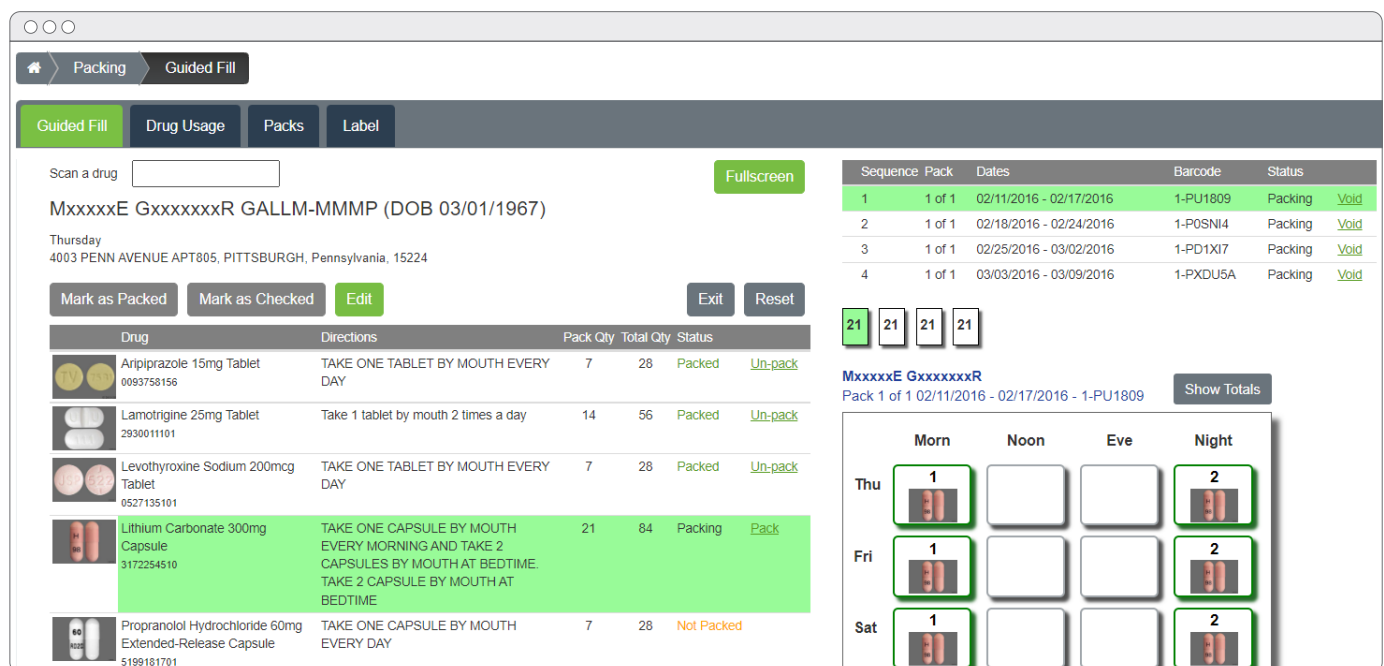 Packing Guided Fill
Guided Fill Drug Usage Packs Label
Scan a drug
Fullscreen
MxxxxxE GxxxxxxxR GALLM-MMMP (DOB 03/01/1967)
Thursday
4003 PENN AVENUE APT805, PITTSBURGH, Pennsylvania, 15224
Mark as Packed Mark as Checked Edit Exit Reset
Drug Directions Pack Qty Total Qty Status
Aripiprazole 15mg Tablet TAKE ONE TABLET BY MOUTH EVERY 7 28 Packed Un-pack
0093758156 DAY
Lamotrigine 25mg Tablet Take 1 tablet by mouth 2 times a day 14 56 Packed Un-pack
2930011101
Levothyroxine Sodium 200mcg TAKE ONE TABLET BY MOUTH EVERY 7 28 Packed Un-pack
Tablet DAY
0527135101
Lithium Carbonate 300mg TAKE ONE CAPSULE BY MOUTH 21 84 Packing Pack
Capsule EVERY MORNING AND TAKE 2
3172254510 CAPSULES BY MOUTH AT BEDTIME.
TAKE 2 CAPSULE BY MOUTH AT
BEDTIME
Propranolol Hydrochloride 60mg TAKE ONE CAPSULE BY MOUTH 7 28 Not Packed
Extended-Release Capsule EVERY DAY
5199181701
Sequence Pack Dates Barcode Status
1 1 of 1 02/11/2016 - 02/17/2016 1-PU1809 Packing Void
2 1 of 1 02/18/2016 - 02/24/2016 1-P0SNI4 Packing Void
3 1 of 1 02/25/2016 - 03/02/2016 1-PD1XI7 Packing Void
4 1 of 1 03/03/2016 - 03/09/2016 1-PXDU5A Packing Void
21 21 21 21
MxxxxxE GxxxxxxxR
Pack 1 of 1 02/11/2016 - 02/17/2016 - 1-PU1809
Show Totals
Morn Noon Eve Night
Thu 1 2
Fri 1 2
Sat 1 2